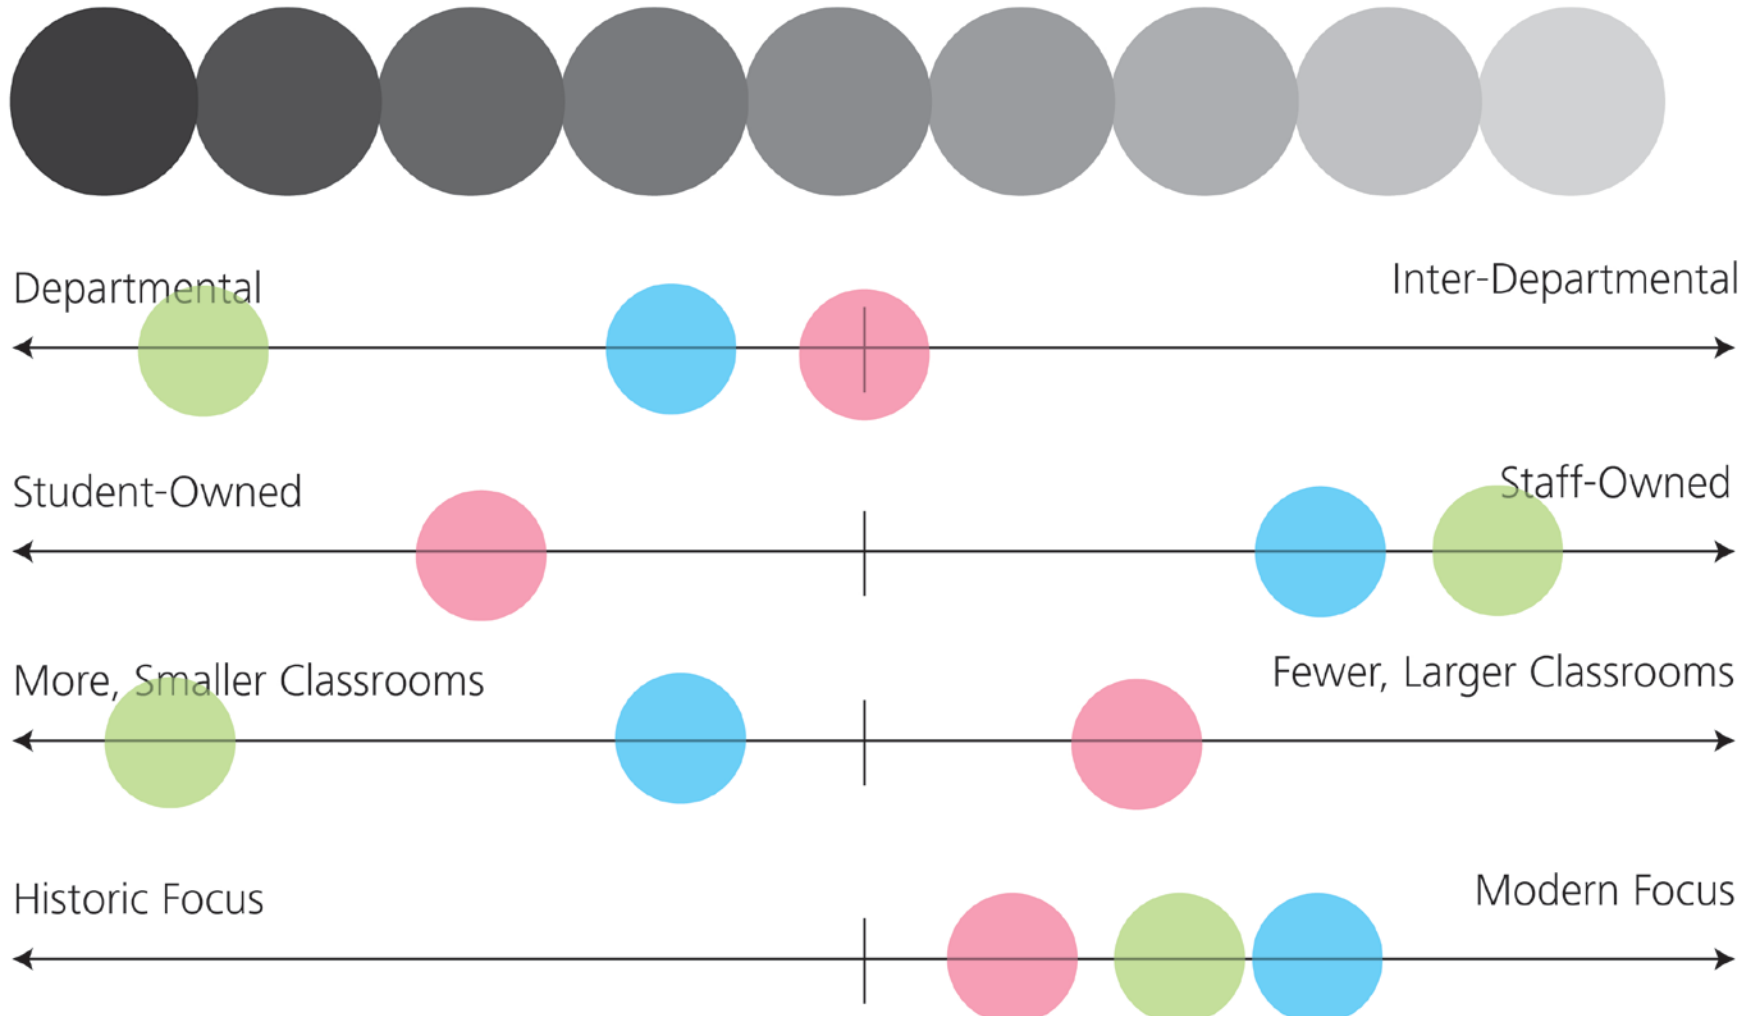 Departmental
Inter-Departmental
Student-Owned
Staff-Owned
More, Smaller Classrooms
Fewer, Larger Classrooms
Historic Focus
Modern Focus